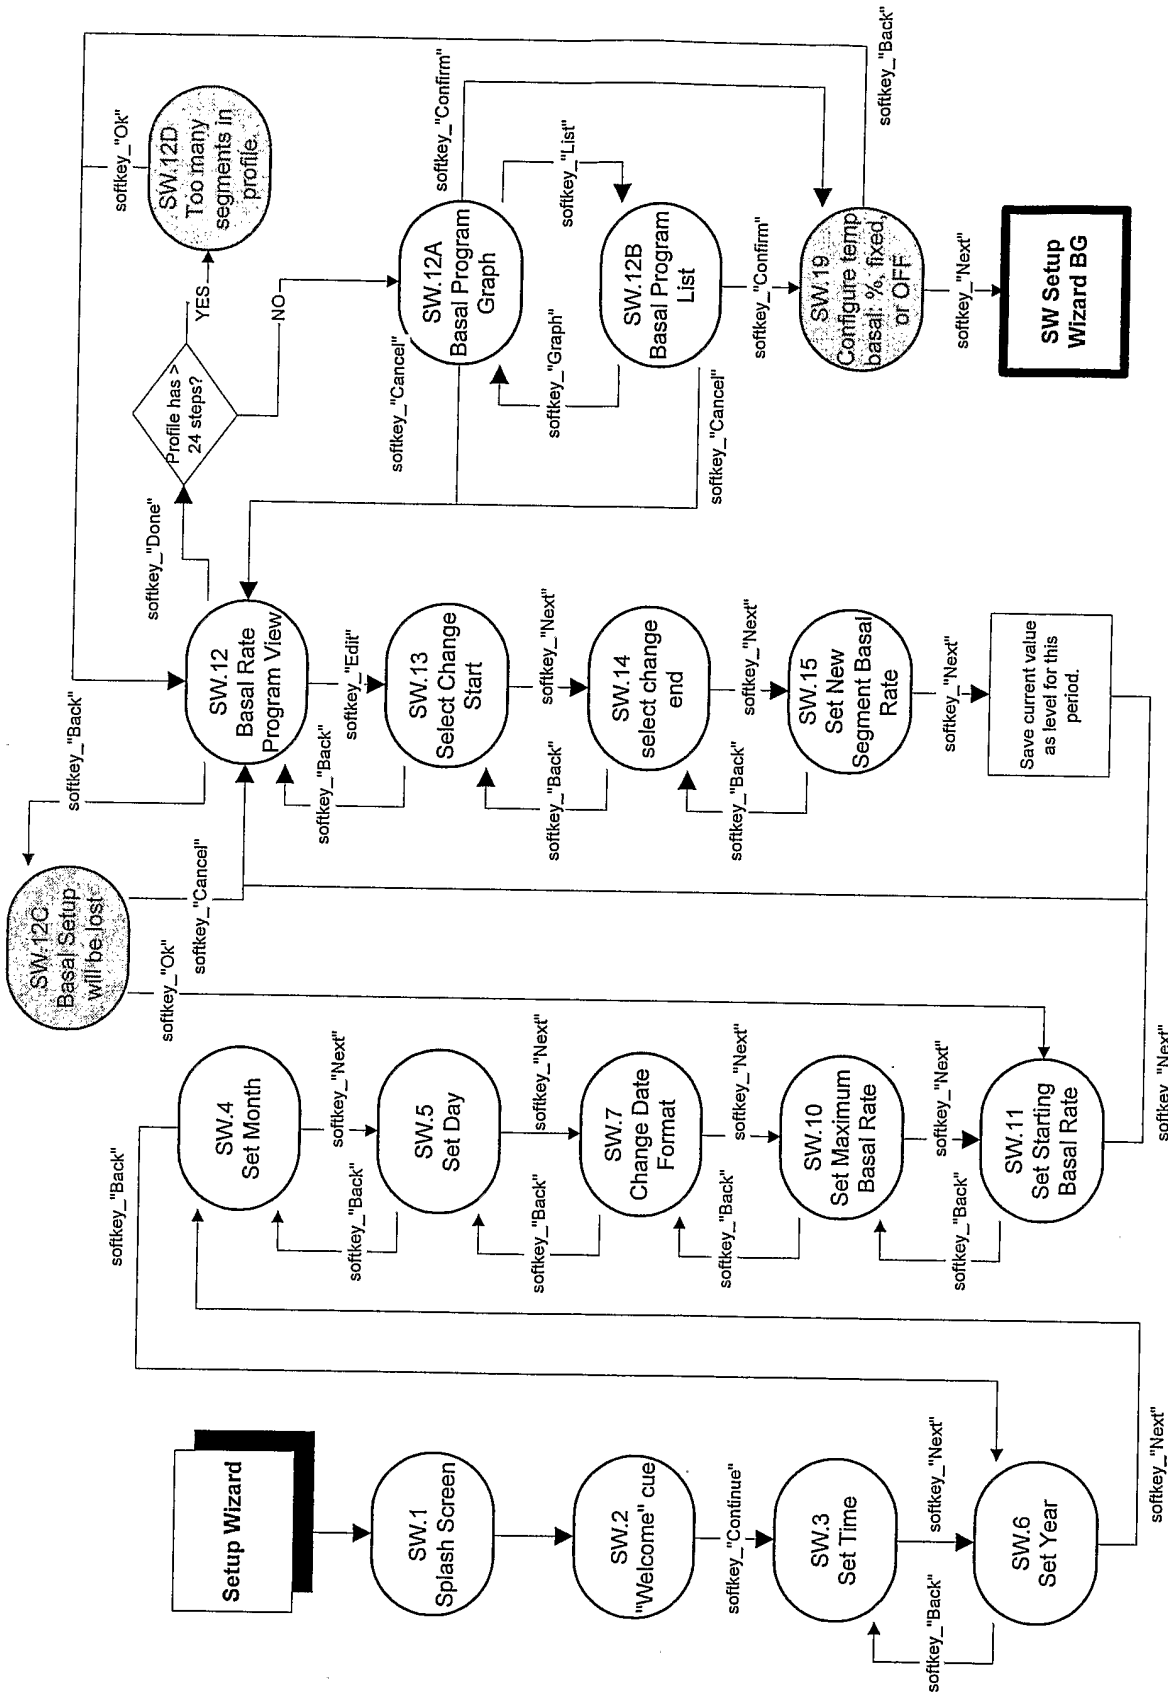 Setup Wizard
SW.1
Splash Screen
SW.2
"Welcome" cue
softkey_"Continue"
SW.3
Set Time
softkey_"Next"
softkey_"Back"
SW.6
Set Year
softkey_"Next"
softkey_"Back"
SW.4
Set Month
softkey_"Next"
softkey_"Back"
SW.5
Set Day
softkey_"Next"
softkey_"Back"
SW.7
Change Date
Format
softkey_"Next"
softkey_"Back"
SW.10
Set Maximum
Basal Rate
softkey_"Next"
softkey_"Back"
SW.11
Set Starting
Basal Rate
softkey_"Next"
SW.12C
Basal Setup
will be lost
softkey_"Ok"
softkey_"Cancel"
softkey_"Back"
SW.12
Basal Rate
Program View
softkey_"Done"
softkey_"Edit"
softkey_"Back"
SW.13
Select Change
Start
softkey_"Next"
softkey_"Back"
SW.14
select change
end
softkey_"Next"
softkey_"Back"
SW.15
Set New
Segment Basal
Rate
softkey_"Next"
Save current value
as level for this
period.
Profile has >
24 steps?
YES
NO
SW.12D
Too many
segments in
profile.
softkey_"Ok"
SW.12A
Basal Program
Graph
softkey_"Cancel"
softkey_"Confirm"
softkey_"List"
softkey_"Graph"
SW.12B
Basal Program
List
softkey_"Cancel"
softkey_"Confirm"
SW.19
Configure temp
basal: %, fixed,
or OFF
softkey_"Back"
softkey_"Next"
SW Setup
Wizard BG